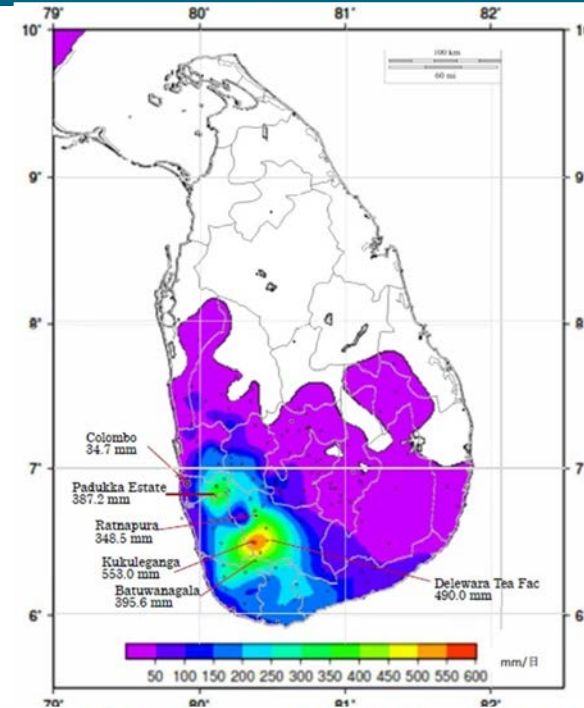 79° 80° 81° 82°
10° 10
100 km
60 mi
9° 9
8° 8
Colombo
34.7 mm
7° 7
Padukka Estate
387.2 mm
Ratnapura
348.5 mm
Kukuleganga
553.0 mm
Batuwanagala
395.6 mm
Delewara Tea Fac
490.0 mm
6° 6
50 100 150 200 250 300 350 400 450 500 550 600
mm/日
79° 80° 81° 82°